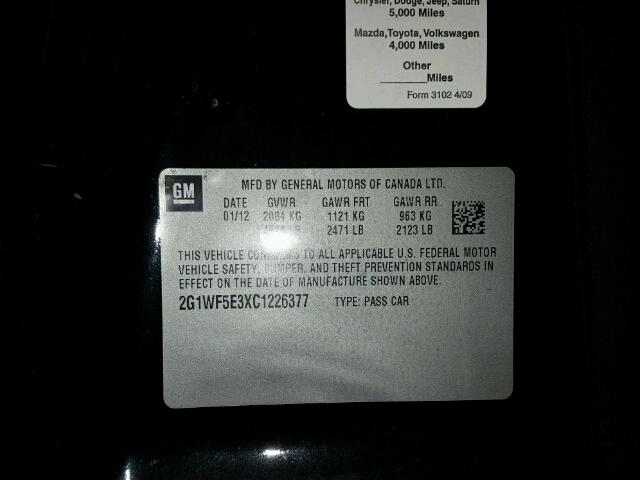 Chrysler, Dodge, Jeep, Saturn
5,000 Miles
Mazda,Toyota, Volkswagen
4,000 Miles
Other
________Miles
Form 3102 4/09
GM
MFD BY GENERAL MOTORS OF CANADA LTD.
DATE GVWR GAWR FRT GAWR RR
01/12 2084 KG 1121 KG 963 KG
LB 2471 LB 2123 LB
THIS VEHICLE CONFORMS TO ALL APPLICABLE U.S. FEDERAL MOTOR
VEHICLE SAFETY, BUMPER, AND THEFT PREVENTION STANDARDS IN
EFFECT ON THE DATE OF MANUFACTURE SHOWN ABOVE.
2G1WF5E3XC1226377 TYPE: PASS CAR